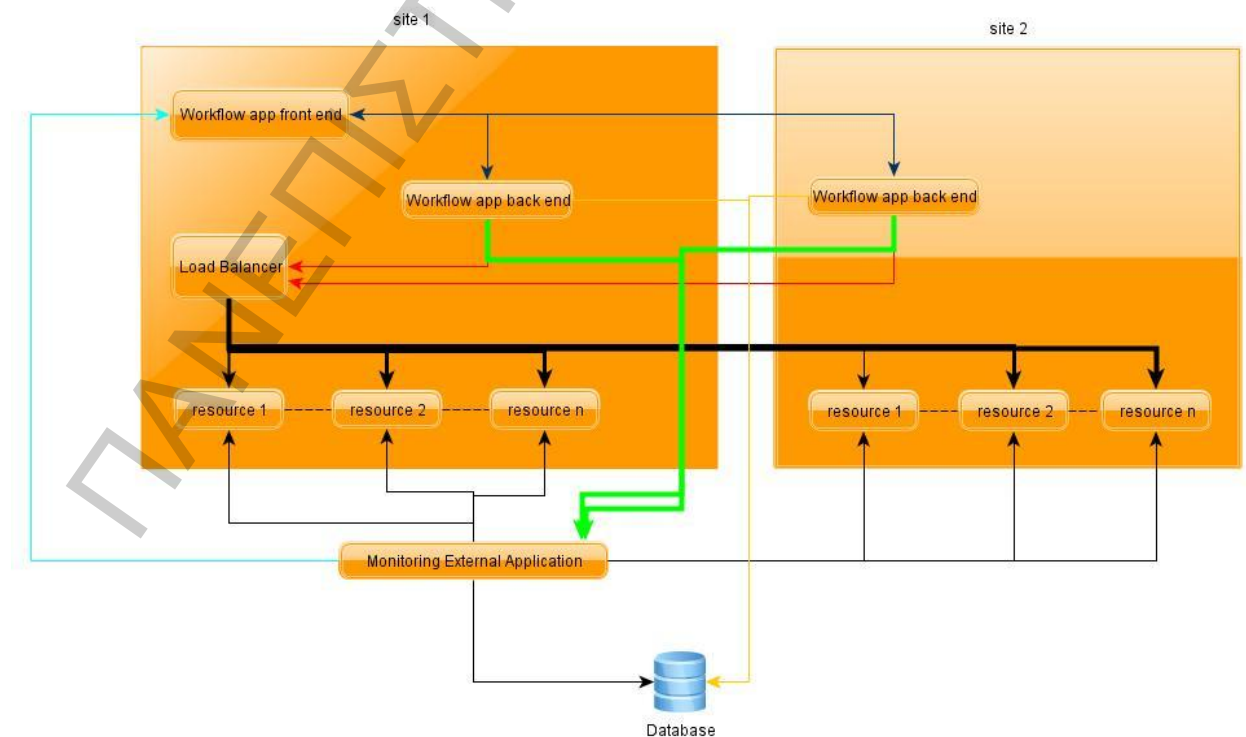 site 1
site 2
Workflow app front end
Workflow app back end
Workflow app back end
Load Balancer
resource 1
resource 2
resource n
resource 1
resource 2
resource n
Monitoring External Application
Database
ΠΑΝΕΠΙΣΤ